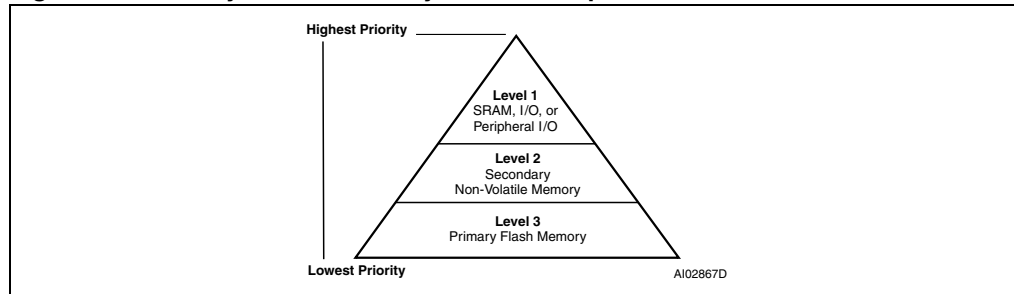 Highest Priority
Level 1
SRAM, I/O, or
Peripheral I/O
Level 2
Secondary
Non-Volatile Memory
Level 3
Primary Flash Memory
Lowest Priority
AI02867D